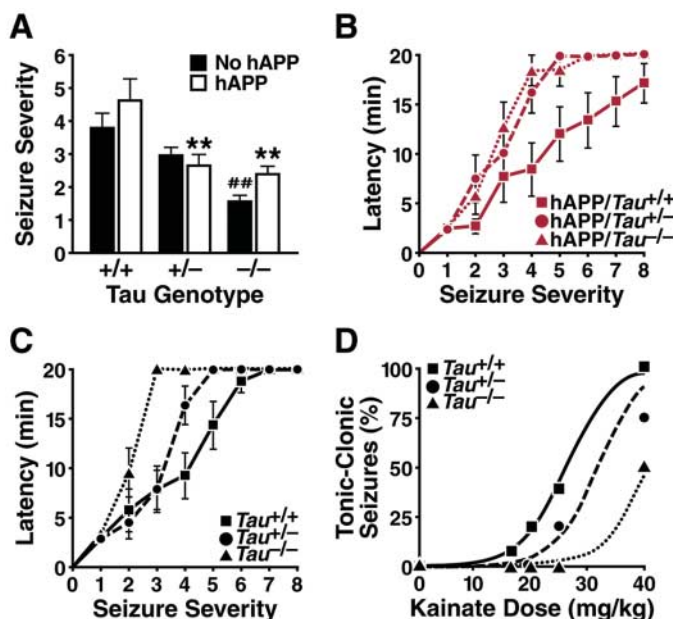 A
Seizure Severity
6
5
4
3
2
1
0
No hAPP
hAPP
**
##
**
+/+
+/−
−/−
Tau Genotype
B
Latency (min)
20
15
10
5
0
hAPP/Tau+/+
hAPP/Tau+/−
hAPP/Tau−/−
0 1 2 3 4 5 6 7 8
Seizure Severity
C
Latency (min)
20
15
10
5
0
Tau+/+
Tau+/−
Tau−/−
0 1 2 3 4 5 6 7 8
Seizure Severity
D
Tonic-Clonic
Seizures (%)
100
75
50
25
0
Tau+/+
Tau+/−
Tau−/−
0 10 20 30 40
Kainate Dose (mg/kg)